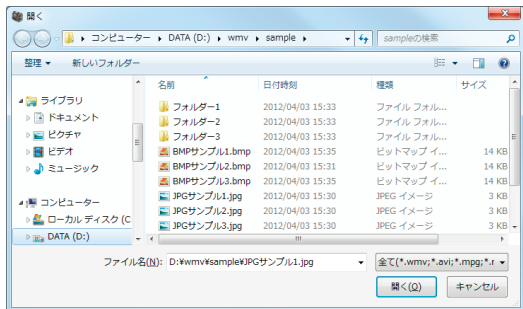 開く
コンピューター ▸ DATA (D:) ▸ wmv ▸ sample ▸
sampleの検索
整理 ▼ 新しいフォルダー
名前 日付時刻 種類 サイズ
ライブラリ
ドキュメント
ピクチャ
ビデオ
ミュージック
コンピューター
ローカル ディスク (C
DATA (D:)
フォルダー1 2012/04/03 15:33 ファイル フォル...
フォルダー2 2012/04/03 15:33 ファイル フォル...
フォルダー3 2012/04/03 15:33 ファイル フォル...
BMPサンプル1.bmp 2012/04/03 15:35 ビットマップ イ... 14 KB
BMPサンプル2.bmp 2012/04/03 15:31 ビットマップ イ... 14 KB
BMPサンプル3.bmp 2012/04/03 15:35 ビットマップ イ... 14 KB
JPGサンプル1.jpg 2012/04/03 15:30 JPEG イメージ 3 KB
JPGサンプル2.jpg 2012/04/03 15:30 JPEG イメージ 3 KB
JPGサンプル3.jpg 2012/04/03 15:30 JPEG イメージ 3 KB
ファイル名(N): D:¥wmv¥sample¥JPGサンプル1.jpg
全て(*.wmv;*.avi;*.mpg;*.r
開く(O) キャンセル